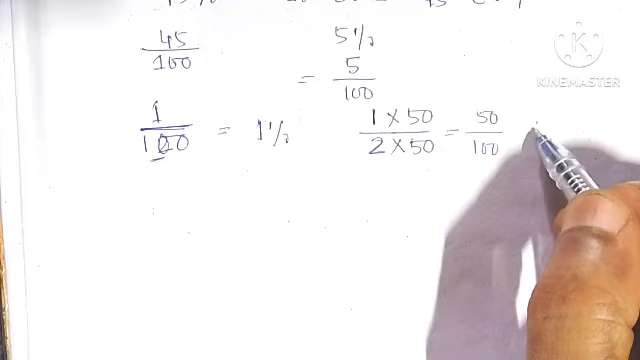 45/100
5%
= 5/100
1/100 = 1%
1 × 50 / 2 × 50 = 50/100
KINEMASTER